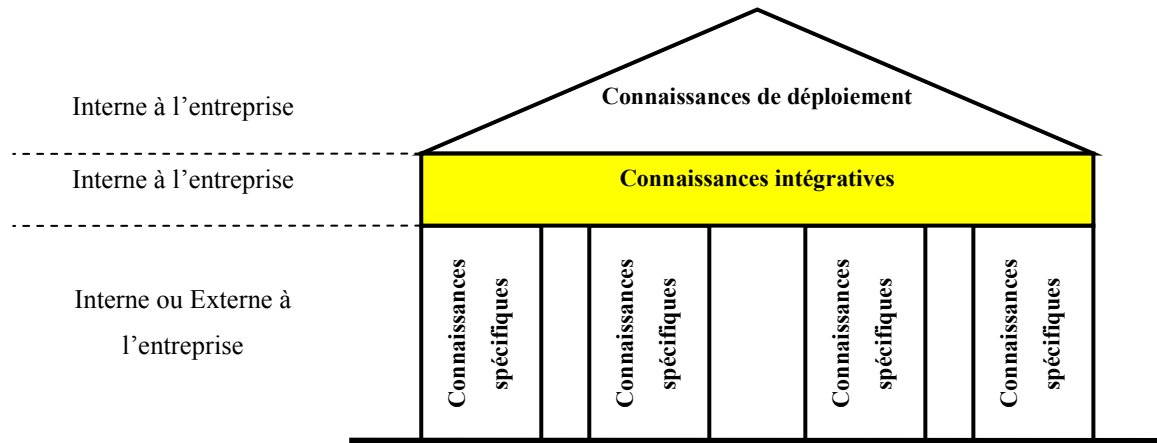 Connaissances de déploiement
Interne à l'entreprise
Interne à l'entreprise
Connaissances intégratives
Interne ou Externe à
l'entreprise
Connaissances
spécifiques
Connaissances
spécifiques
Connaissances
spécifiques
Connaissances
spécifiques